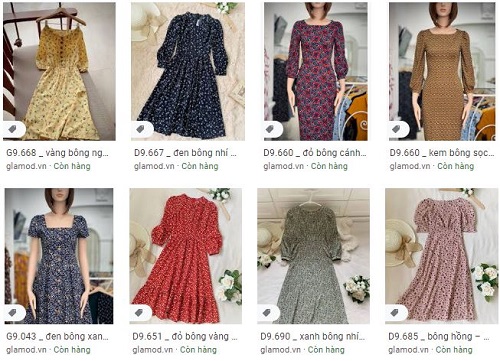 G9.668 _ vàng bông ng...
glamod.vn · Còn hàng
D9.667 _ đen bông nhí ...
glamod.vn · Còn hàng
D9.660 _ đỏ bông cánh...
glamod.vn · Còn hàng
D9.660 _ kem bông sọc...
glamod.vn · Còn hàng
G9.043 _ đen bông xan...
glamod.vn · Còn hàng
D9.651 _ đỏ bông vàng ...
glamod.vn · Còn hàng
D9.690 _ xanh bông nhí...
glamod.vn · Còn hàng
D9.685 _ bông hồng – ...
glamod.vn · Còn hàng